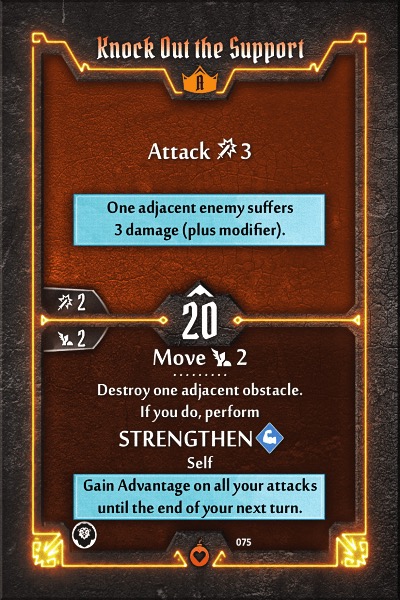 Knock Out the Support
A
Attack 3
One adjacent enemy suffers
3 damage (plus modifier).
2
20
2
Move 2
Destroy one adjacent obstacle.
If you do, perform
STRENGTHEN
Self
Gain Advantage on all your attacks
until the end of your next turn.
075